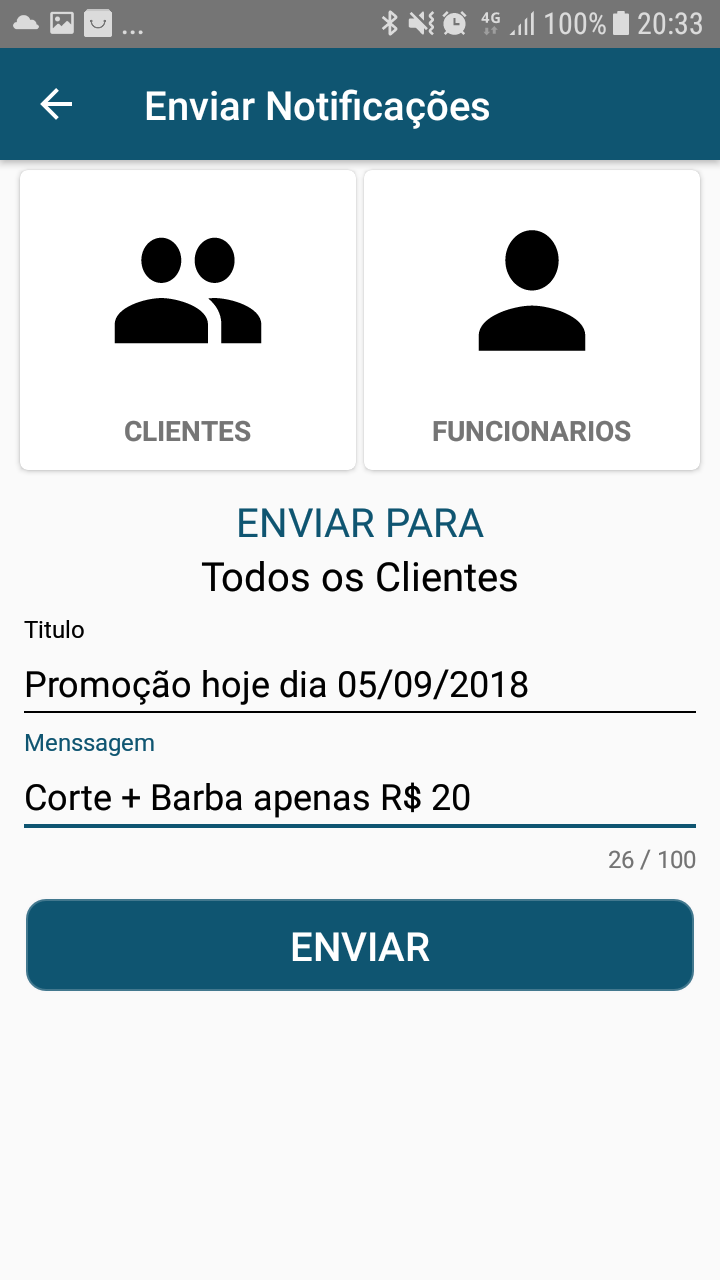 ... 4G 100% 20:33
Enviar Notificações
CLIENTES FUNCIONARIOS
ENVIAR PARA
Todos os Clientes
Titulo
Promoção hoje dia 05/09/2018
Menssagem
Corte + Barba apenas R$ 20
26 / 100
ENVIAR